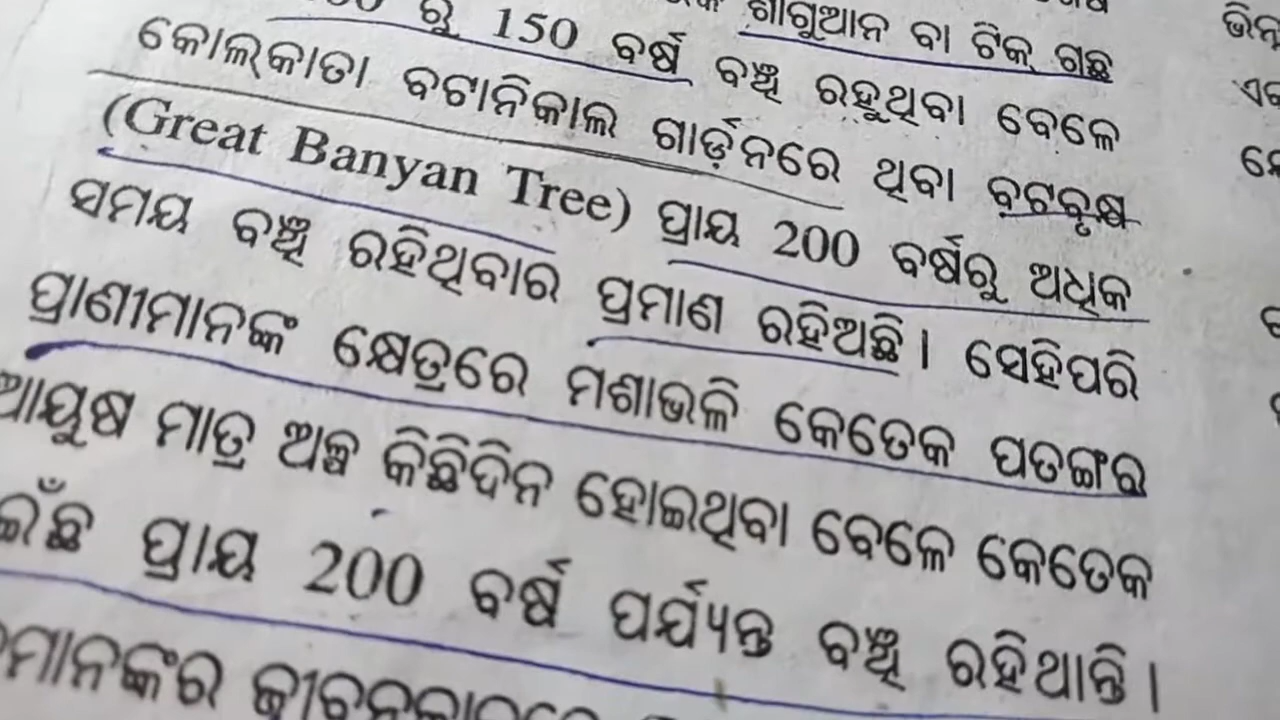 ରୁ 150 ବର୍ଷ ବଞ୍ଚି ରହୁଥିବା ବେଳେ
ଶାଗୁଆନ ବା ଟିକ୍ ଗଛ
କୋଲ୍‌କାତା ବଟାନିକାଲ ଗାର୍ଡ଼ନରେ ଥିବା ବଟବୃକ୍ଷ
(Great Banyan Tree) ପ୍ରାୟ 200 ବର୍ଷରୁ ଅଧିକ
ସମୟ ବଞ୍ଚି ରହିଥିବାର ପ୍ରମାଣ ରହିଅଛି। ସେହିପରି
ପ୍ରାଣୀମାନଙ୍କ କ୍ଷେତ୍ରରେ ମଶାଭଳି କେତେକ ପତଙ୍ଗର
ଆୟୁଷ ମାତ୍ର ଅଳ୍ପ କିଛିଦିନ ହୋଇଥିବା ବେଳେ କେତେକ
ପ୍ରାୟ 200 ବର୍ଷ ପର୍ଯ୍ୟନ୍ତ ବଞ୍ଚି ରହିଥାନ୍ତି।